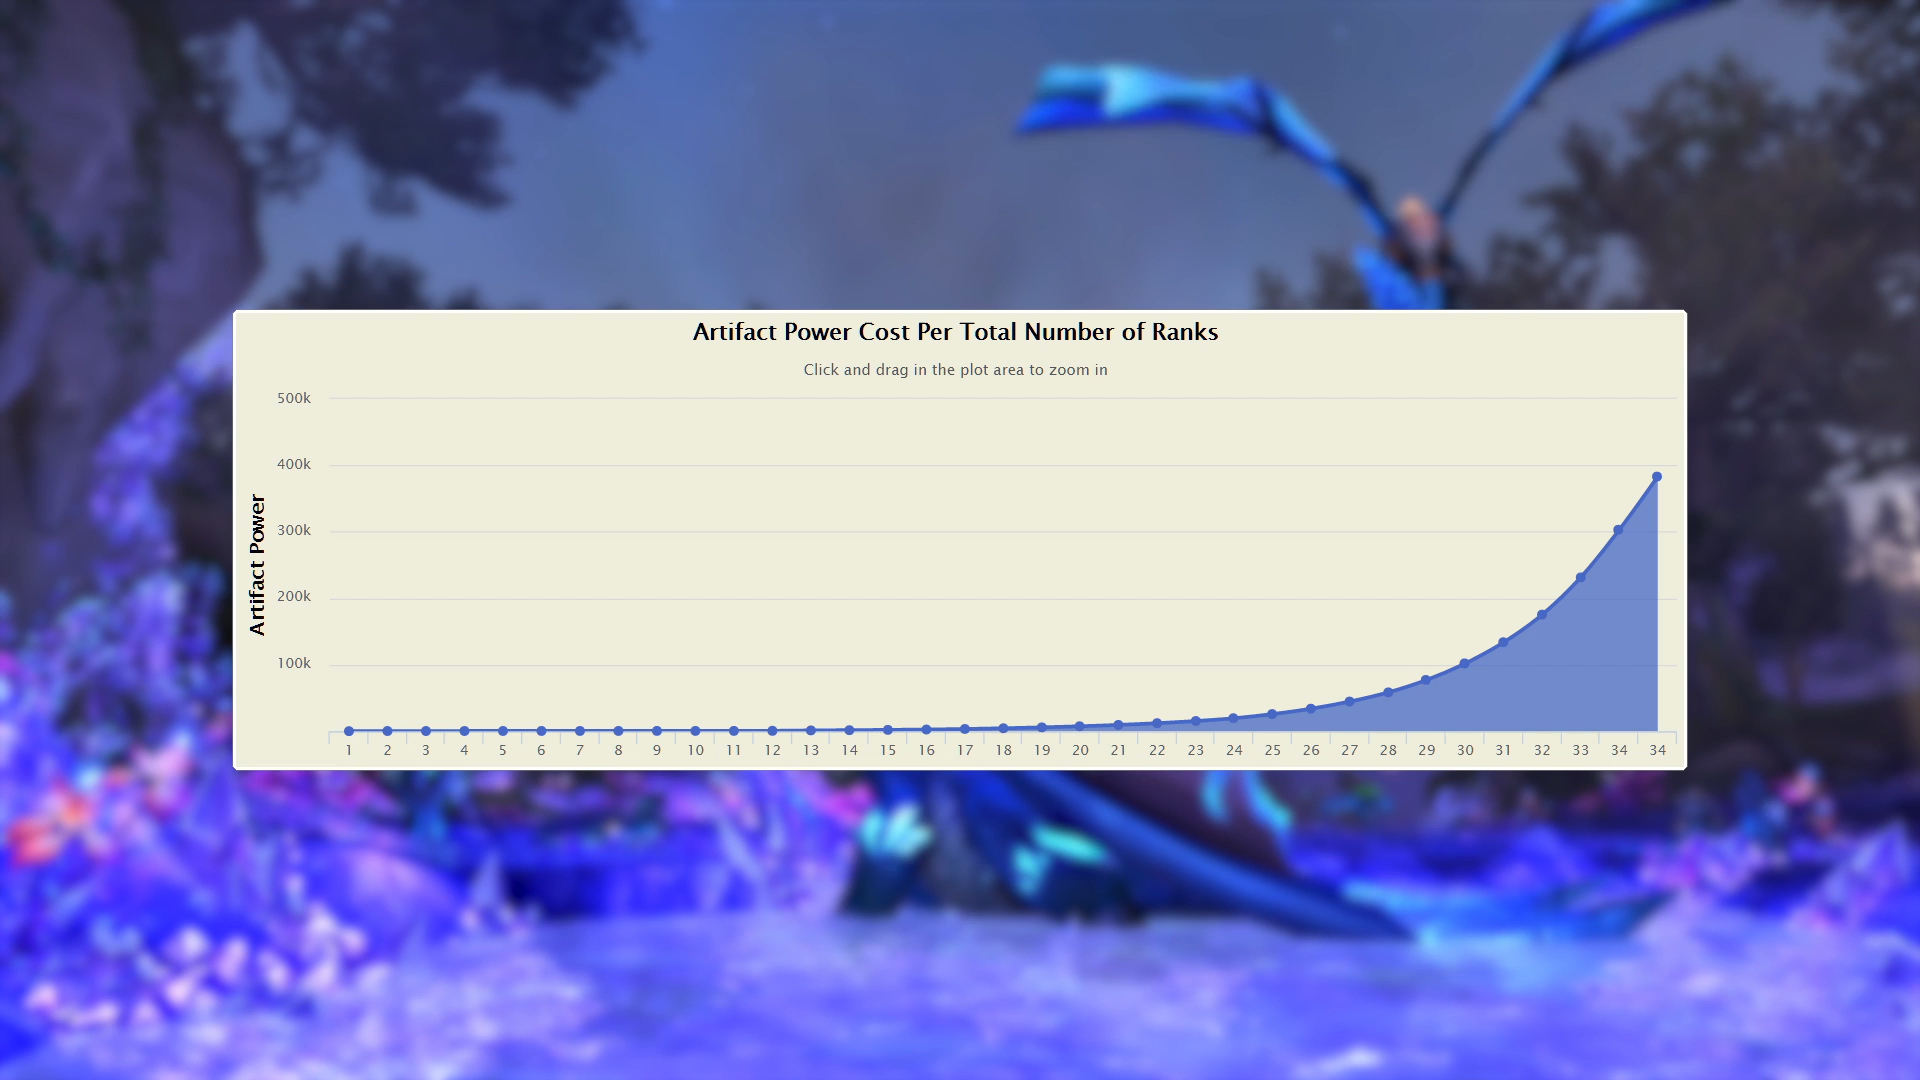 Artifact Power Cost Per Total Number of Ranks
Click and drag in the plot area to zoom in
500k
400k
300k
200k
100k
Artifact Power
1 2 3 4 5 6 7 8 9 10 11 12 13 14 15 16 17 18 19 20 21 22 23 24 25 26 27 28 29 30 31 32 33 34 34